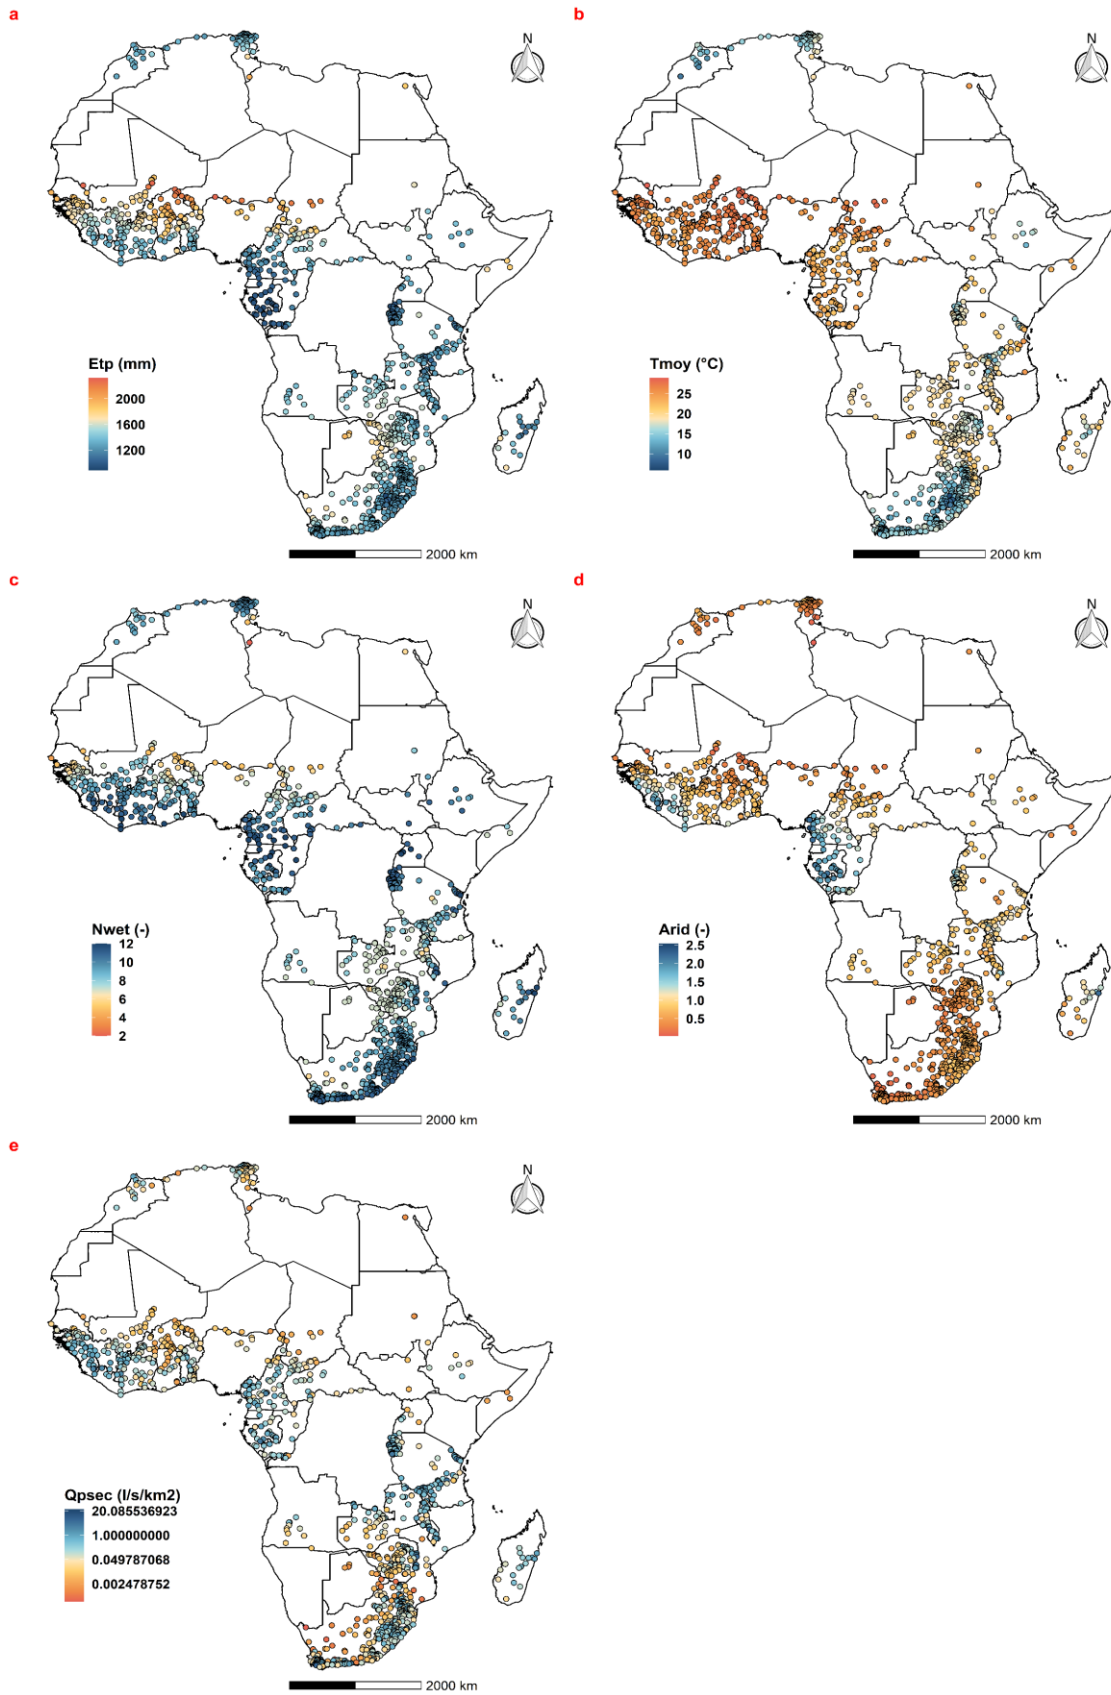 a
b
N
N
Etp (mm)
2000
1600
1200
Tmoy (°C)
25
20
15
10
2000 km
2000 km
c
d
N
N
Nwet (-)
12
10
8
6
4
2
Arid (-)
2.5
2.0
1.5
1.0
0.5
2000 km
2000 km
e
N
Qpsec (l/s/km2)
20.085536923
1.000000000
0.049787068
0.002478752
2000 km